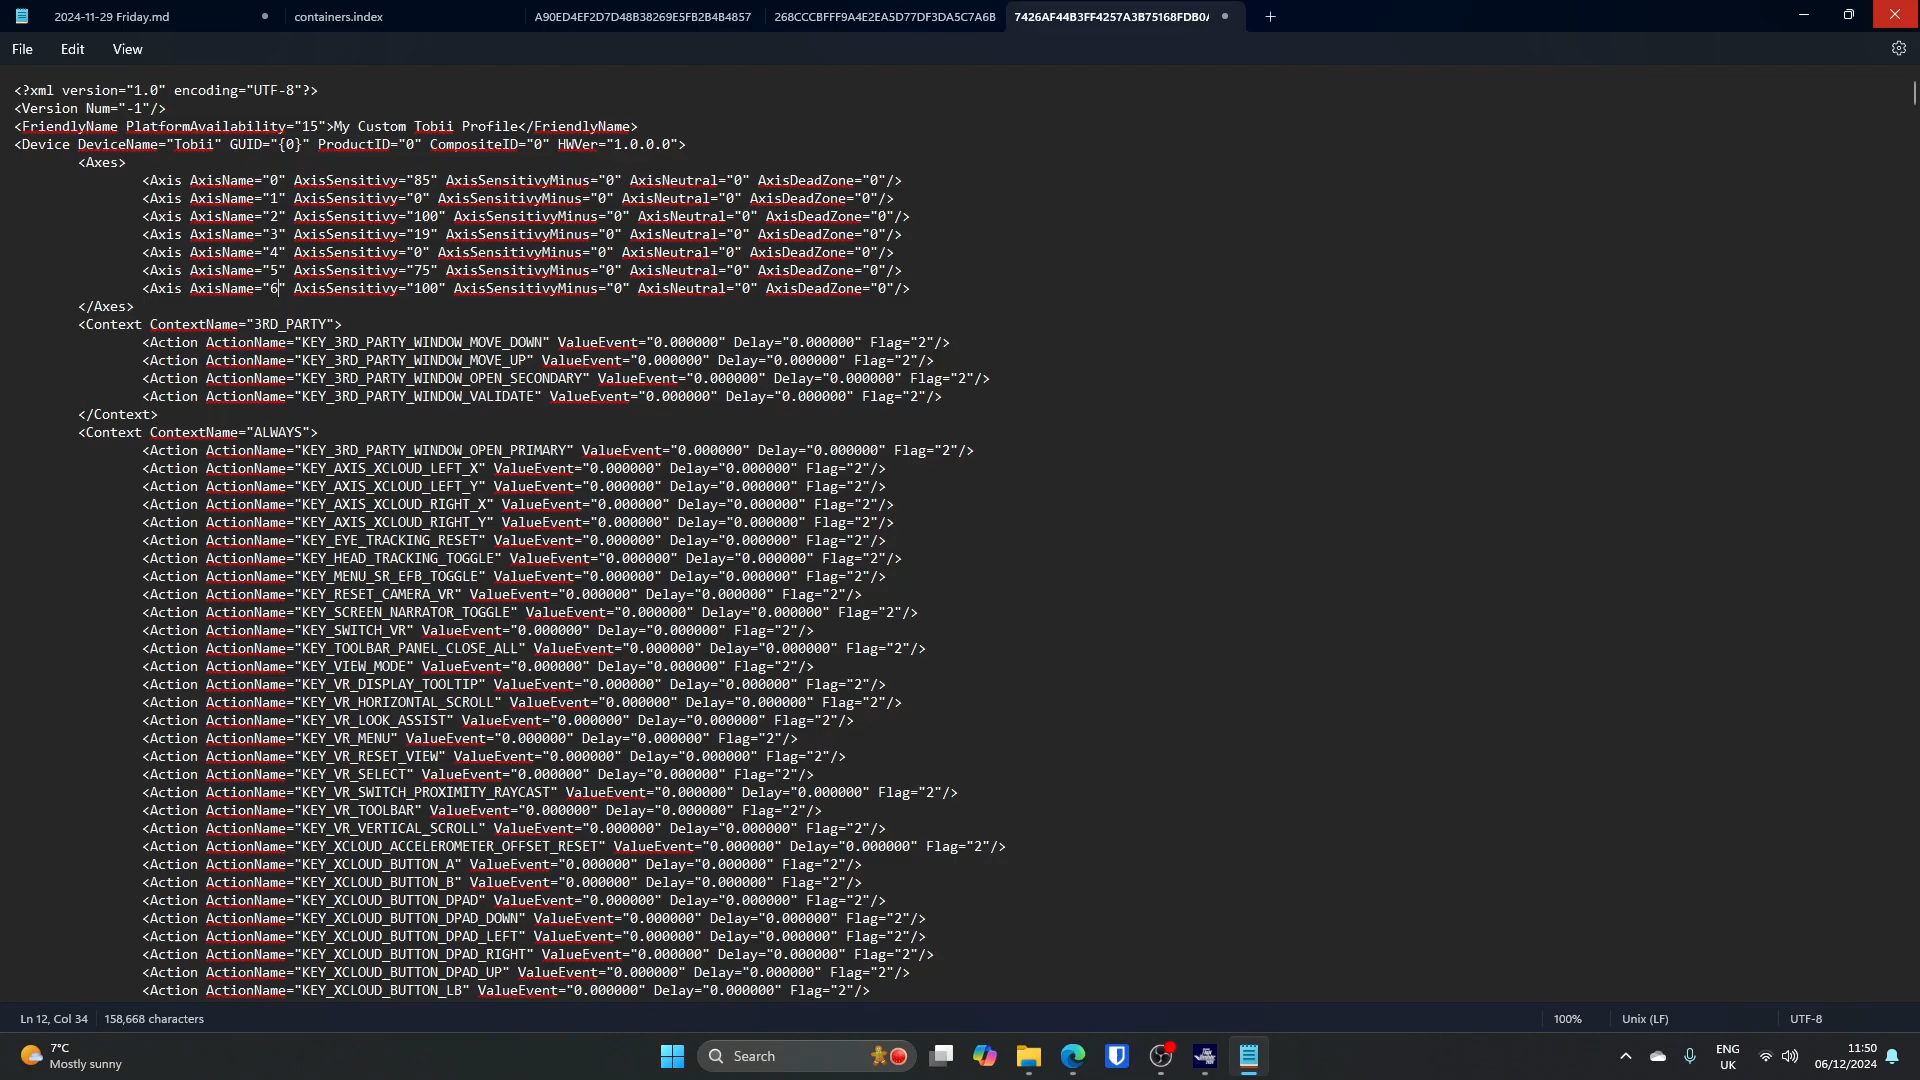 2024-11-29 Friday.md
containers.index
A90ED4EF2D7D48B38269E5FB2B4B4857
268CCCBFFF9A4E2EA5D77DF3DA5C7A6B
7426AF44B3FF4257A3B75168FDB0
File Edit View
<?xml version="1.0" encoding="UTF-8"?>
<Version Num="-1"/>
<FriendlyName PlatformAvailability="15">My Custom Tobii Profile</FriendlyName>
<Device DeviceName="Tobii" GUID="{0}" ProductID="0" CompositeID="0" HWVer="1.0.0.0">
<Axes>
<Axis AxisName="0" AxisSensitivy="85" AxisSensitivyMinus="0" AxisNeutral="0" AxisDeadZone="0"/>
<Axis AxisName="1" AxisSensitivy="0" AxisSensitivyMinus="0" AxisNeutral="0" AxisDeadZone="0"/>
<Axis AxisName="2" AxisSensitivy="100" AxisSensitivyMinus="0" AxisNeutral="0" AxisDeadZone="0"/>
<Axis AxisName="3" AxisSensitivy="19" AxisSensitivyMinus="0" AxisNeutral="0" AxisDeadZone="0"/>
<Axis AxisName="4" AxisSensitivy="0" AxisSensitivyMinus="0" AxisNeutral="0" AxisDeadZone="0"/>
<Axis AxisName="5" AxisSensitivy="75" AxisSensitivyMinus="0" AxisNeutral="0" AxisDeadZone="0"/>
<Axis AxisName="6" AxisSensitivy="100" AxisSensitivyMinus="0" AxisNeutral="0" AxisDeadZone="0"/>
</Axes>
<Context ContextName="3RD_PARTY">
<Action ActionName="KEY_3RD_PARTY_WINDOW_MOVE_DOWN" ValueEvent="0.000000" Delay="0.000000" Flag="2"/>
<Action ActionName="KEY_3RD_PARTY_WINDOW_MOVE_UP" ValueEvent="0.000000" Delay="0.000000" Flag="2"/>
<Action ActionName="KEY_3RD_PARTY_WINDOW_OPEN_SECONDARY" ValueEvent="0.000000" Delay="0.000000" Flag="2"/>
<Action ActionName="KEY_3RD_PARTY_WINDOW_VALIDATE" ValueEvent="0.000000" Delay="0.000000" Flag="2"/>
</Context>
<Context ContextName="ALWAYS">
<Action ActionName="KEY_3RD_PARTY_WINDOW_OPEN_PRIMARY" ValueEvent="0.000000" Delay="0.000000" Flag="2"/>
<Action ActionName="KEY_AXIS_XCLOUD_LEFT_X" ValueEvent="0.000000" Delay="0.000000" Flag="2"/>
<Action ActionName="KEY_AXIS_XCLOUD_LEFT_Y" ValueEvent="0.000000" Delay="0.000000" Flag="2"/>
<Action ActionName="KEY_AXIS_XCLOUD_RIGHT_X" ValueEvent="0.000000" Delay="0.000000" Flag="2"/>
<Action ActionName="KEY_AXIS_XCLOUD_RIGHT_Y" ValueEvent="0.000000" Delay="0.000000" Flag="2"/>
<Action ActionName="KEY_EYE_TRACKING_RESET" ValueEvent="0.000000" Delay="0.000000" Flag="2"/>
<Action ActionName="KEY_HEAD_TRACKING_TOGGLE" ValueEvent="0.000000" Delay="0.000000" Flag="2"/>
<Action ActionName="KEY_MENU_SR_EFB_TOGGLE" ValueEvent="0.000000" Delay="0.000000" Flag="2"/>
<Action ActionName="KEY_RESET_CAMERA_VR" ValueEvent="0.000000" Delay="0.000000" Flag="2"/>
<Action ActionName="KEY_SCREEN_NARRATOR_TOGGLE" ValueEvent="0.000000" Delay="0.000000" Flag="2"/>
<Action ActionName="KEY_SWITCH_VR" ValueEvent="0.000000" Delay="0.000000" Flag="2"/>
<Action ActionName="KEY_TOOLBAR_PANEL_CLOSE_ALL" ValueEvent="0.000000" Delay="0.000000" Flag="2"/>
<Action ActionName="KEY_VIEW_MODE" ValueEvent="0.000000" Delay="0.000000" Flag="2"/>
<Action ActionName="KEY_VR_DISPLAY_TOOLTIP" ValueEvent="0.000000" Delay="0.000000" Flag="2"/>
<Action ActionName="KEY_VR_HORIZONTAL_SCROLL" ValueEvent="0.000000" Delay="0.000000" Flag="2"/>
<Action ActionName="KEY_VR_LOOK_ASSIST" ValueEvent="0.000000" Delay="0.000000" Flag="2"/>
<Action ActionName="KEY_VR_MENU" ValueEvent="0.000000" Delay="0.000000" Flag="2"/>
<Action ActionName="KEY_VR_RESET_VIEW" ValueEvent="0.000000" Delay="0.000000" Flag="2"/>
<Action ActionName="KEY_VR_SELECT" ValueEvent="0.000000" Delay="0.000000" Flag="2"/>
<Action ActionName="KEY_VR_SWITCH_PROXIMITY_RAYCAST" ValueEvent="0.000000" Delay="0.000000" Flag="2"/>
<Action ActionName="KEY_VR_TOOLBAR" ValueEvent="0.000000" Delay="0.000000" Flag="2"/>
<Action ActionName="KEY_VR_VERTICAL_SCROLL" ValueEvent="0.000000" Delay="0.000000" Flag="2"/>
<Action ActionName="KEY_XCLOUD_ACCELEROMETER_OFFSET_RESET" ValueEvent="0.000000" Delay="0.000000" Flag="2"/>
<Action ActionName="KEY_XCLOUD_BUTTON_A" ValueEvent="0.000000" Delay="0.000000" Flag="2"/>
<Action ActionName="KEY_XCLOUD_BUTTON_B" ValueEvent="0.000000" Delay="0.000000" Flag="2"/>
<Action ActionName="KEY_XCLOUD_BUTTON_DPAD" ValueEvent="0.000000" Delay="0.000000" Flag="2"/>
<Action ActionName="KEY_XCLOUD_BUTTON_DPAD_DOWN" ValueEvent="0.000000" Delay="0.000000" Flag="2"/>
<Action ActionName="KEY_XCLOUD_BUTTON_DPAD_LEFT" ValueEvent="0.000000" Delay="0.000000" Flag="2"/>
<Action ActionName="KEY_XCLOUD_BUTTON_DPAD_RIGHT" ValueEvent="0.000000" Delay="0.000000" Flag="2"/>
<Action ActionName="KEY_XCLOUD_BUTTON_DPAD_UP" ValueEvent="0.000000" Delay="0.000000" Flag="2"/>
<Action ActionName="KEY_XCLOUD_BUTTON_LB" ValueEvent="0.000000" Delay="0.000000" Flag="2"/>
Ln 12, Col 34
158,668 characters
100%
Unix (LF)
UTF-8
7°C
Mostly sunny
Search
ENG
UK
11:50
06/12/2024